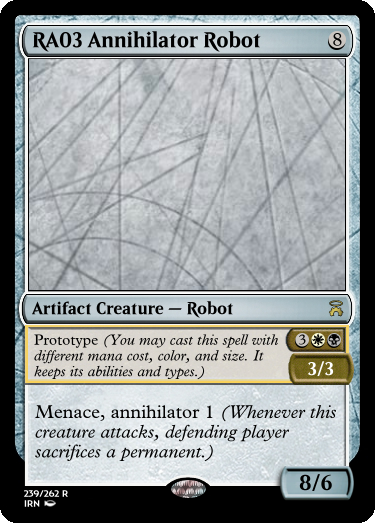 RA03 Annihilator Robot 8
Artifact Creature — Robot
Prototype (You may cast this spell with 3WB
different mana cost, color, and size. It
keeps its abilities and types.) 3/3
Menace, annihilator 1 (Whenever this
creature attacks, defending player
sacrifices a permanent.)
8/6
239/262 R
IRN